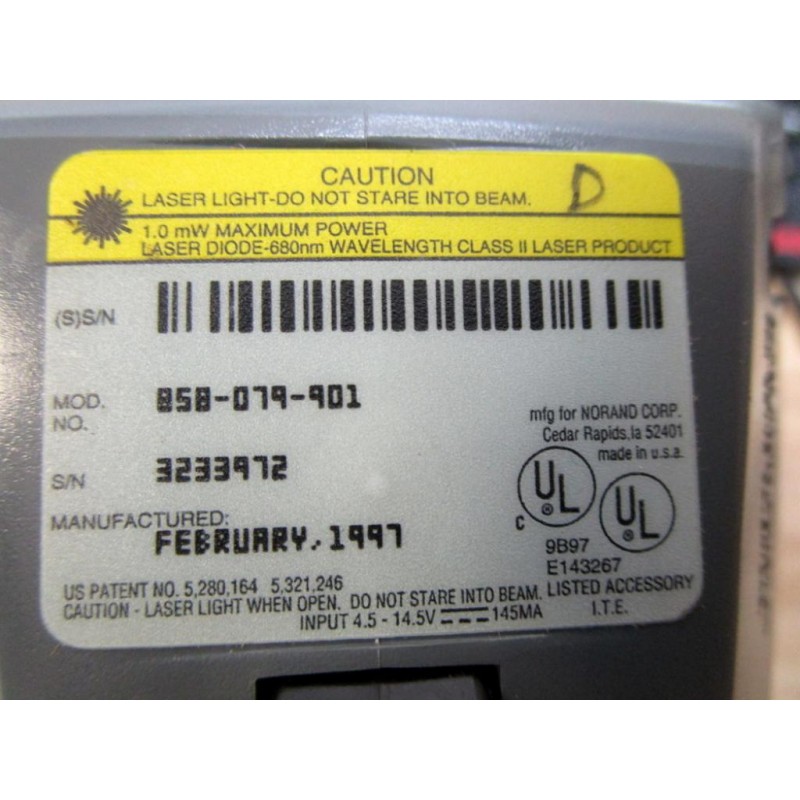 CAUTION
LASER LIGHT-DO NOT STARE INTO BEAM.
D
1.0 mW MAXIMUM POWER
LASER DIODE-680nm WAVELENGTH CLASS II LASER PRODUCT
(S)S/N
MOD. NO. 858-079-901
mfg for NORAND CORP.
Cedar Rapids, Ia 52401
made in u.s.a.
S/N 3233972
C UL ® UL ®
MANUFACTURED: FEBRUARY, 1997
9B97
E143267
US PATENT NO. 5,280,164 5,321,246
LISTED ACCESSORY
I.T.E.
CAUTION - LASER LIGHT WHEN OPEN. DO NOT STARE INTO BEAM.
INPUT 4.5 - 14.5V 145MA